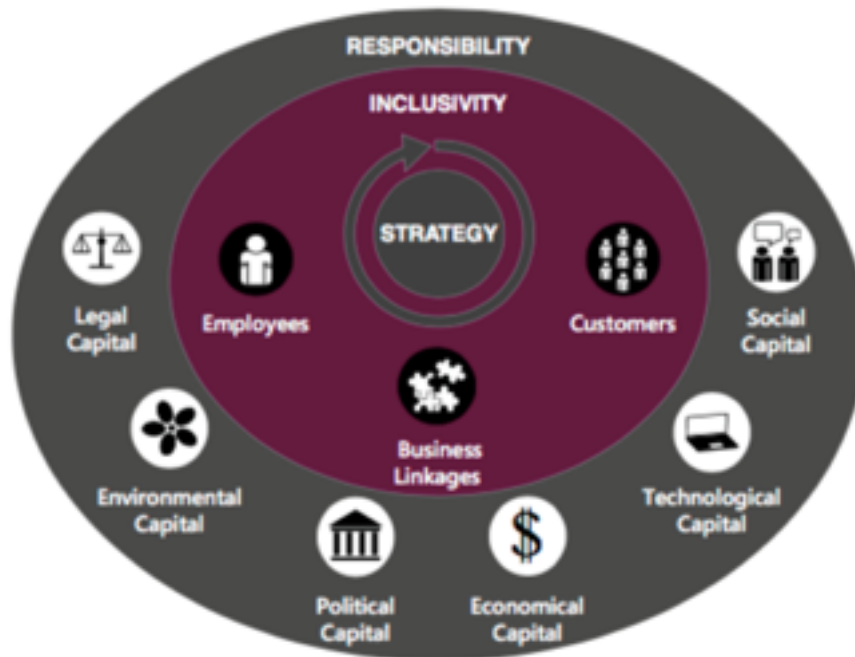 RESPONSIBILITY
INCLUSIVITY
STRATEGY
Employees
Customers
Business
Linkages
Legal
Capital
Social
Capital
Environmental
Capital
Technological
Capital
Political
Capital
$
Economical
Capital